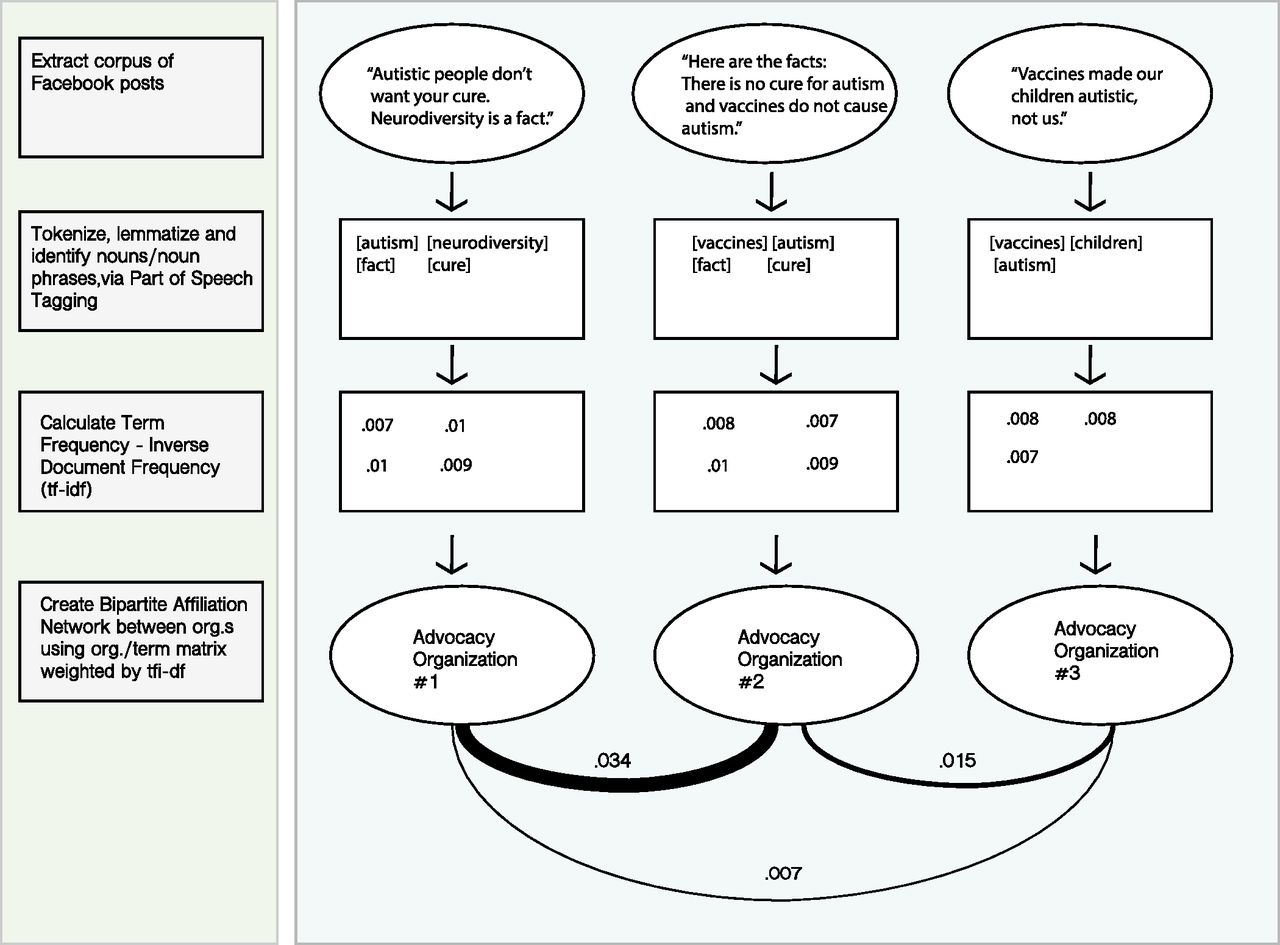 Extract corpus of
Facebook posts
"Autistic people don't
want your cure.
Neurodiversity is a fact."
"Here are the facts:
There is no cure for autism
and vaccines do not cause
autism."
"Vaccines made our
children autistic,
not us."
Tokenize, lemmatize and
identify nouns/noun
phrases,via Part of Speech
Tagging
[autism] [neurodiversity]
[fact] [cure]
[vaccines] [autism]
[fact] [cure]
[vaccines] [children]
[autism]
Calculate Term
Frequency - Inverse
Document Frequency
(tf-idf)
.007 .01
.01 .009
.008 .007
.01 .009
.008 .008
.007
Create Bipartite Affiliation
Network between org.s
using org./term matrix
weighted by tfi-df
Advocacy
Organization
#1
Advocacy
Organization
#2
Advocacy
Organization
#3
.034
.015
.007